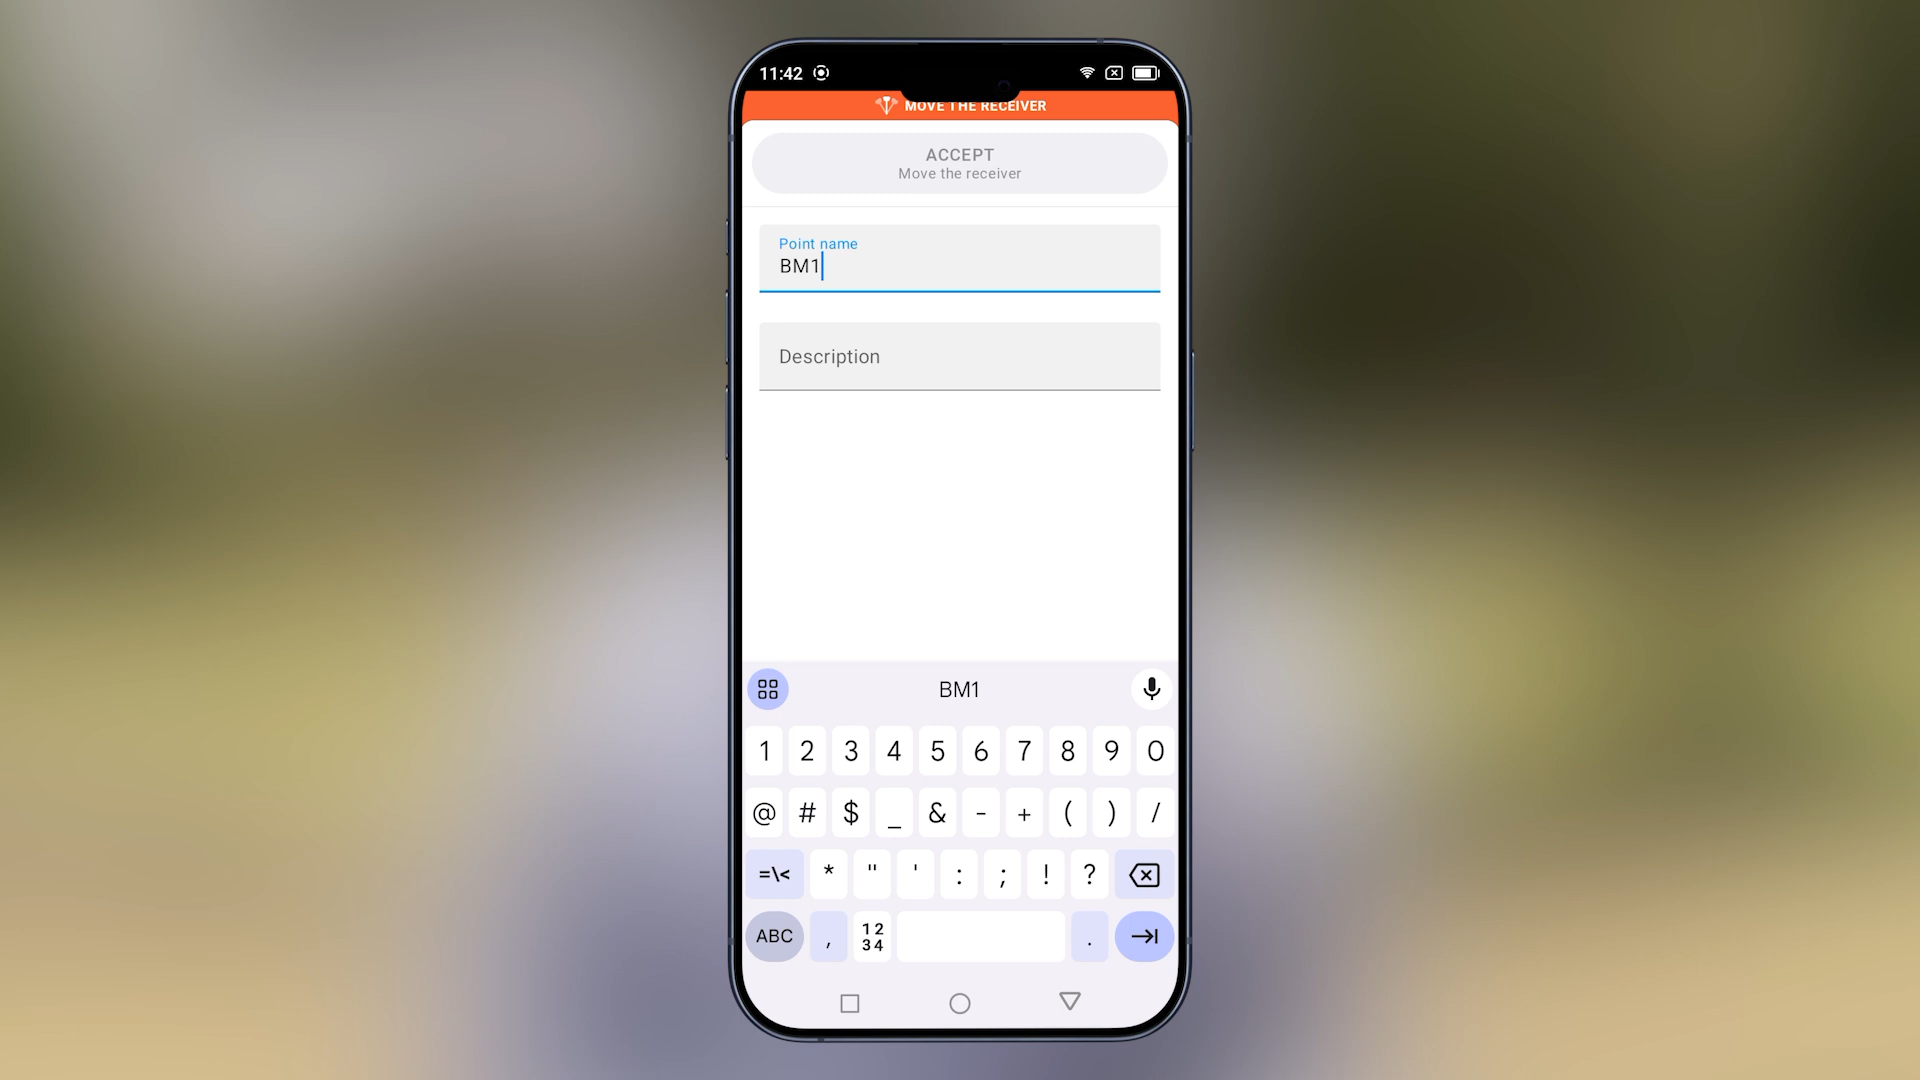 11:42
MOVE THE RECEIVER
ACCEPT
Move the receiver
Point name
BM1
Description
BM1
1 2 3 4 5 6 7 8 9 0
@ # $ _ & - + ( ) /
=\< * " ' : ; ! ?
ABC , 12 34 .